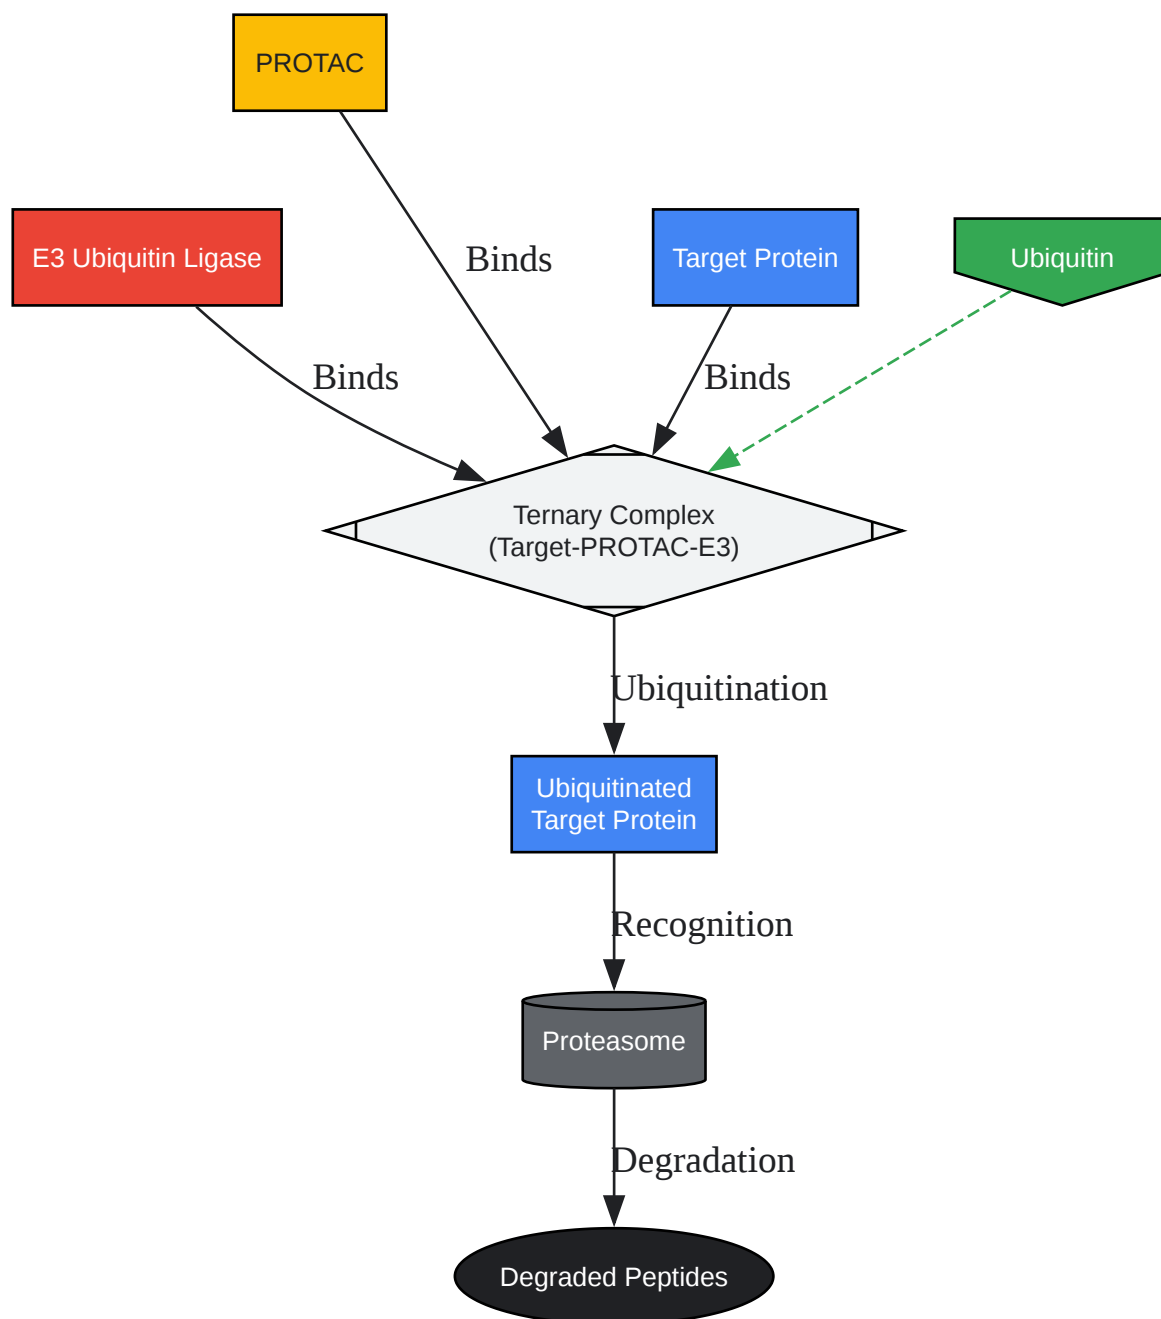 PROTAC
E3 Ubiquitin Ligase
Binds
Target Protein
Ubiquitin
Binds
Binds
Ternary Complex
(Target-PROTAC-E3)
Ubiquitination
Ubiquitinated
Target Protein
Recognition
Proteasome
Degradation
Degraded Peptides